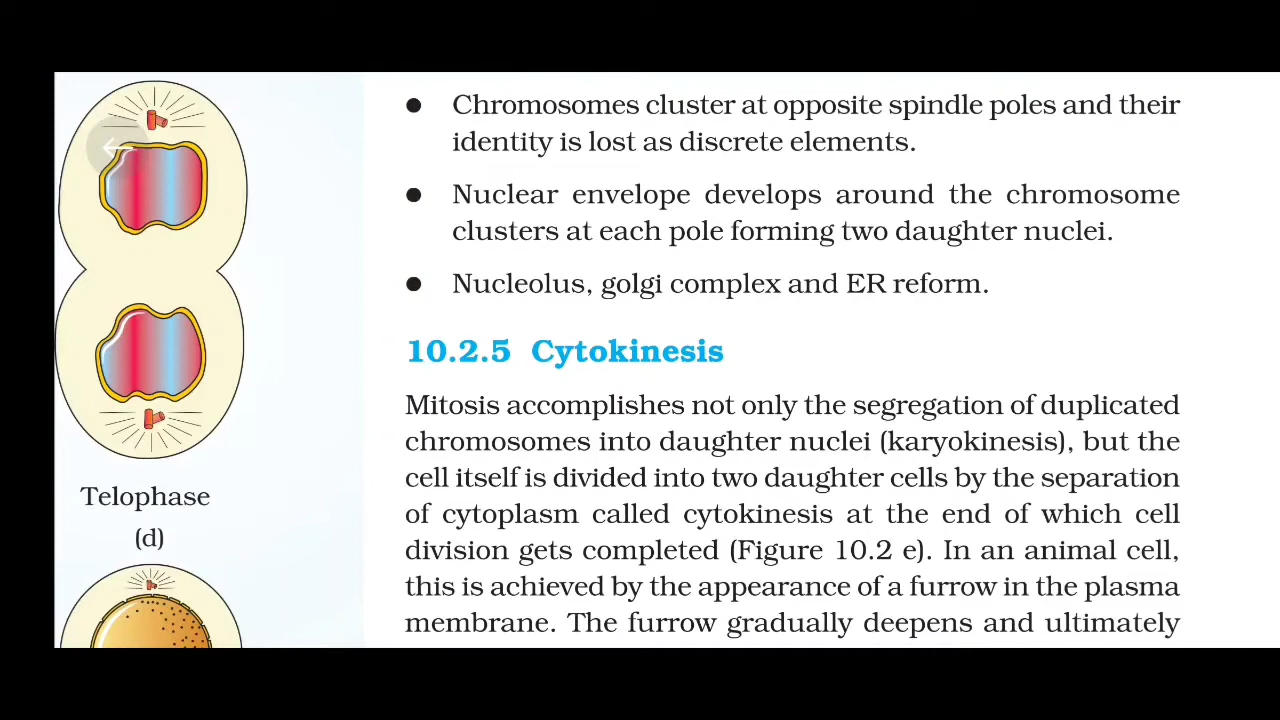 ● Chromosomes cluster at opposite spindle poles and their
identity is lost as discrete elements.
● Nuclear envelope develops around the chromosome
clusters at each pole forming two daughter nuclei.
● Nucleolus, golgi complex and ER reform.
10.2.5 Cytokinesis
Mitosis accomplishes not only the segregation of duplicated
chromosomes into daughter nuclei (karyokinesis), but the
cell itself is divided into two daughter cells by the separation
of cytoplasm called cytokinesis at the end of which cell
division gets completed (Figure 10.2 e). In an animal cell,
this is achieved by the appearance of a furrow in the plasma
membrane. The furrow gradually deepens and ultimately
Telophase
(d)